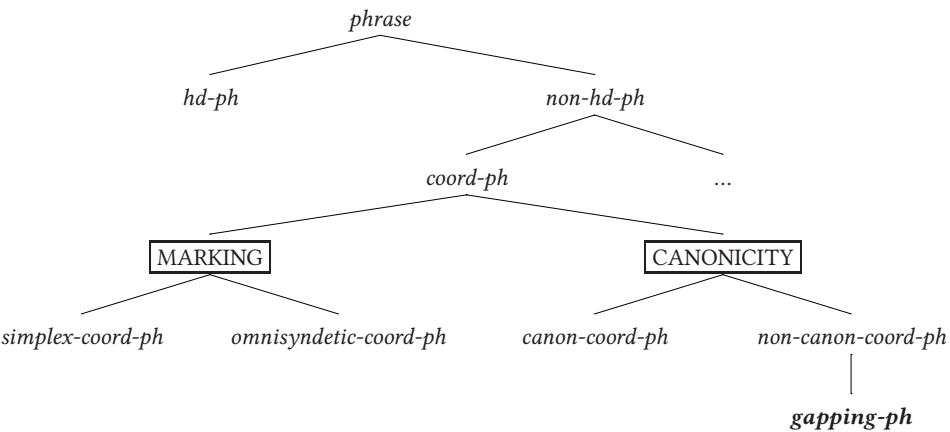 phrase
hd-ph non-hd-ph
coord-ph ...
MARKING CANONICITY
simplex-coord-ph omnisyndetic-coord-ph canon-coord-ph non-canon-coord-ph
gapping-ph